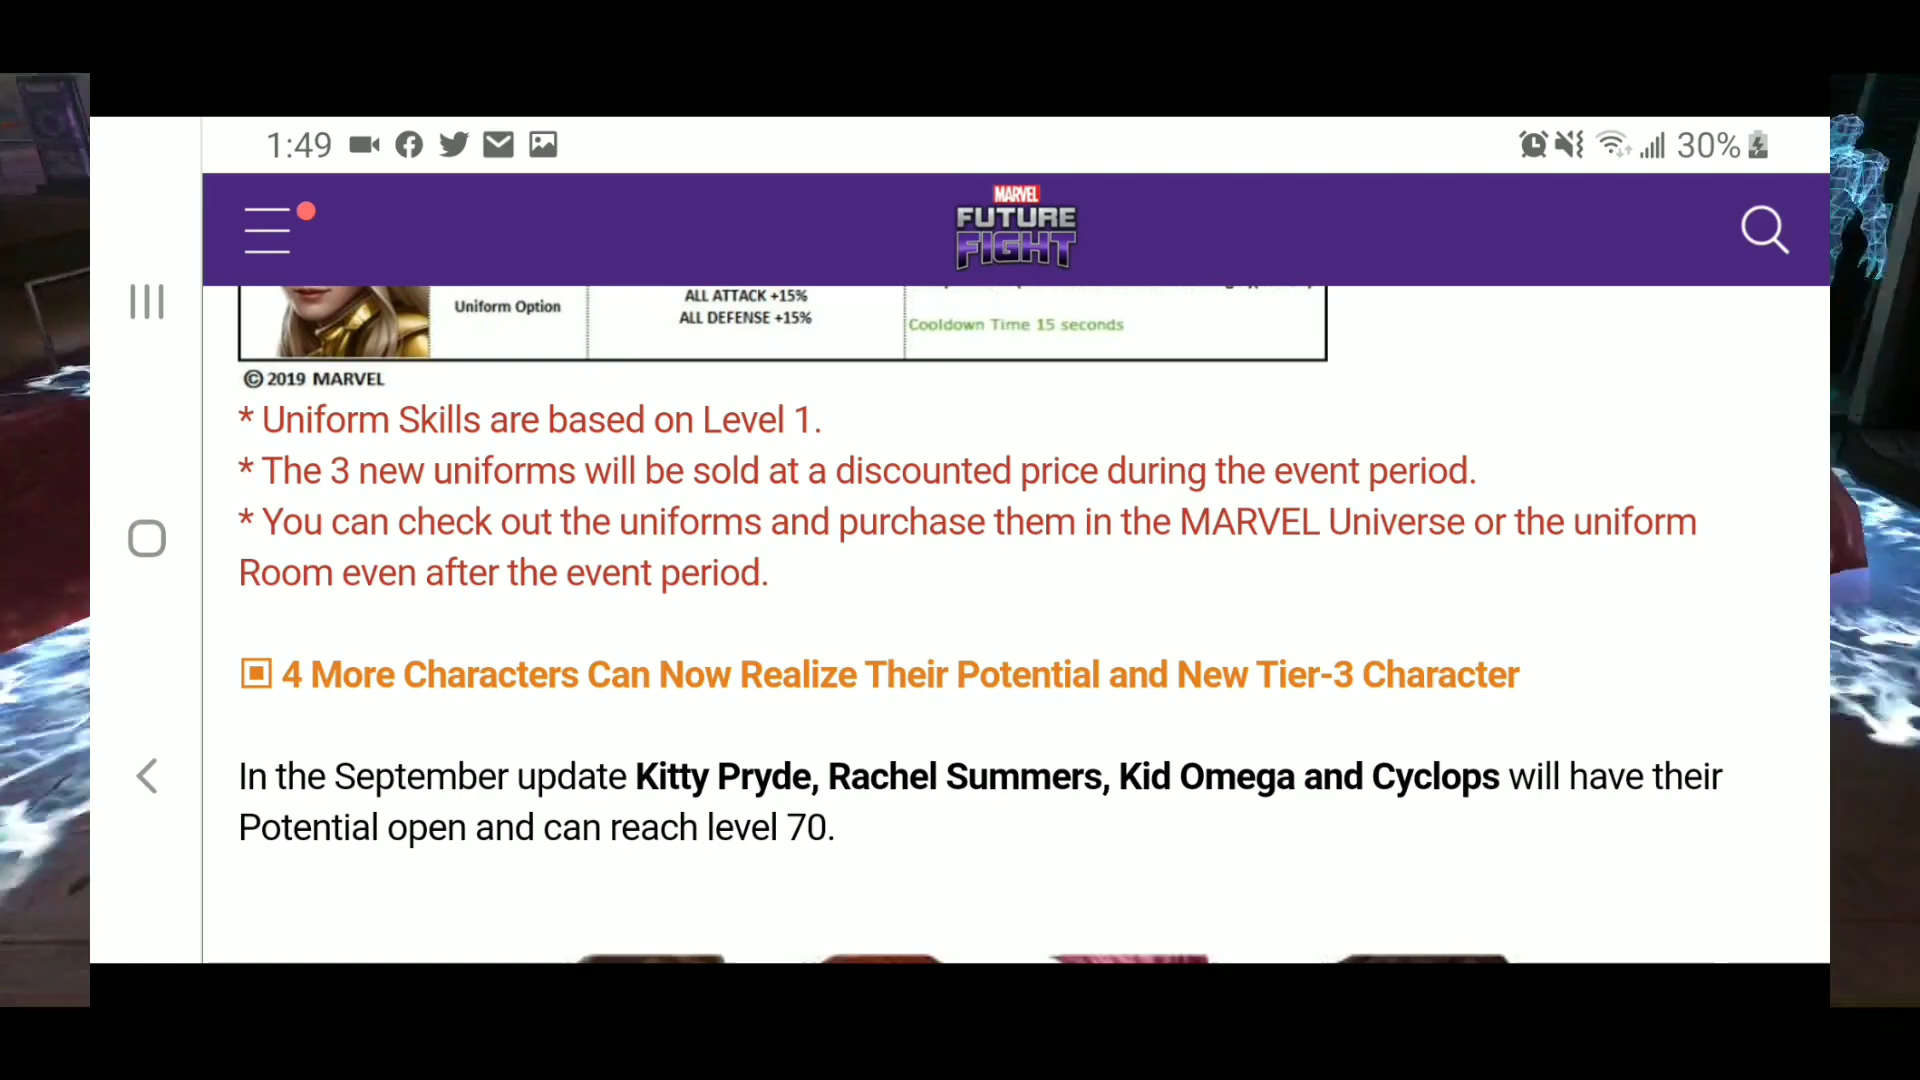 1:49
30%
MARVEL
FUTURE
FIGHT
Uniform Option
ALL ATTACK +15%
ALL DEFENSE +15%
Cooldown Time 15 seconds
© 2019 MARVEL
* Uniform Skills are based on Level 1.
* The 3 new uniforms will be sold at a discounted price during the event period.
* You can check out the uniforms and purchase them in the MARVEL Universe or the uniform
Room even after the event period.
▣ 4 More Characters Can Now Realize Their Potential and New Tier-3 Character
In the September update Kitty Pryde, Rachel Summers, Kid Omega and Cyclops will have their
Potential open and can reach level 70.